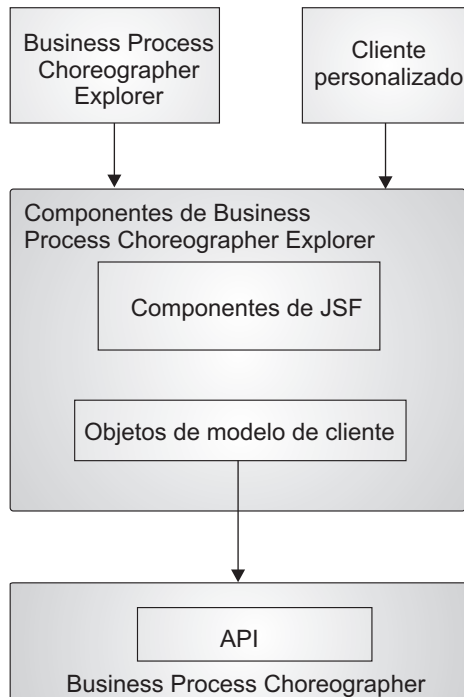 Business Process
Choreographer
Explorer
Cliente
personalizado
Componentes de Business
Process Choreographer Explorer
Componentes de JSF
Objetos de modelo de cliente
API
Business Process Choreographer